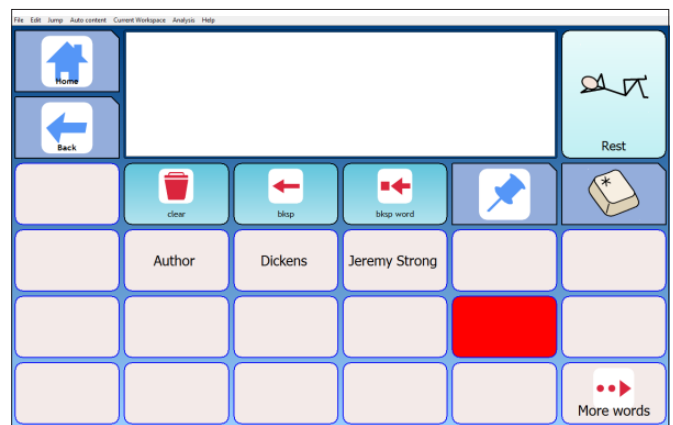 File Edit Jump Auto content Current Workspace Analysis Help
Home
Back
Rest
clear
bksp
bksp word
*
Author
Dickens
Jeremy Strong
More words